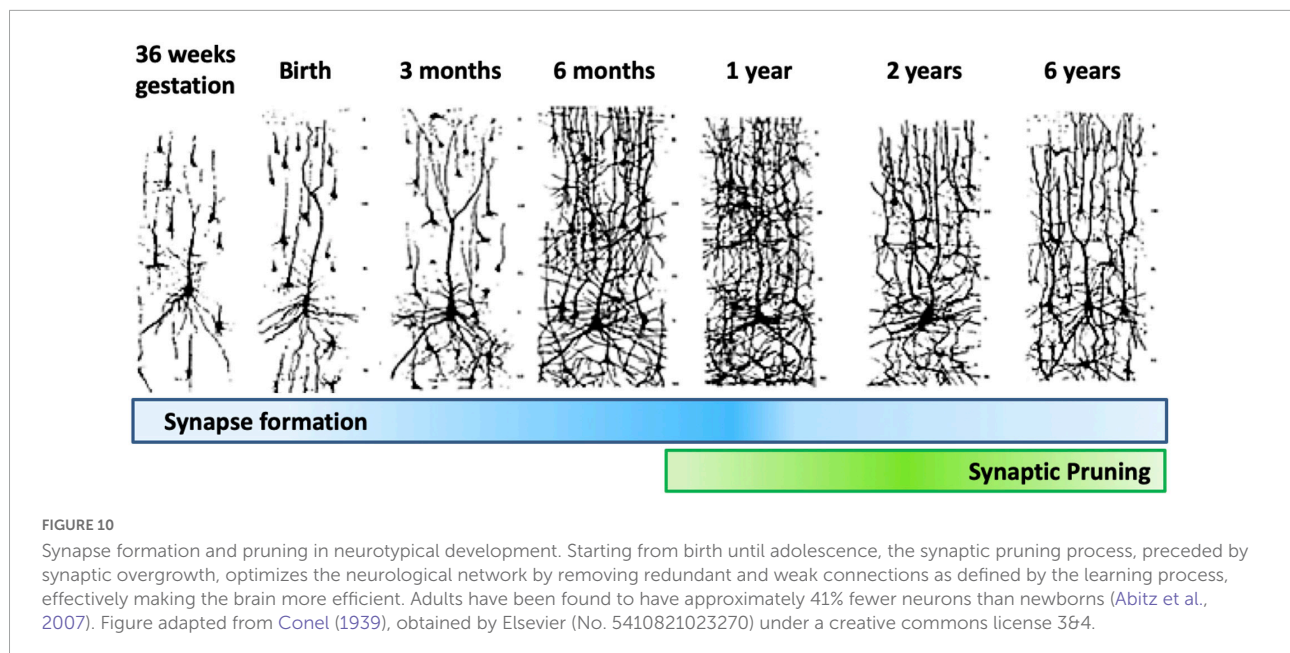 36 weeks
gestation
Birth
3 months
6 months
1 year
2 years
6 years
Synapse formation
Synaptic Pruning
FIGURE 10
Synapse formation and pruning in neurotypical development. Starting from birth until adolescence, the synaptic pruning process, preceded by
synaptic overgrowth, optimizes the neurological network by removing redundant and weak connections as defined by the learning process,
effectively making the brain more efficient. Adults have been found to have approximately 41% fewer neurons than newborns (Abitz et al.,
2007). Figure adapted from Conel (1939), obtained by Elsevier (No. 5410821023270) under a creative commons license 3&4.